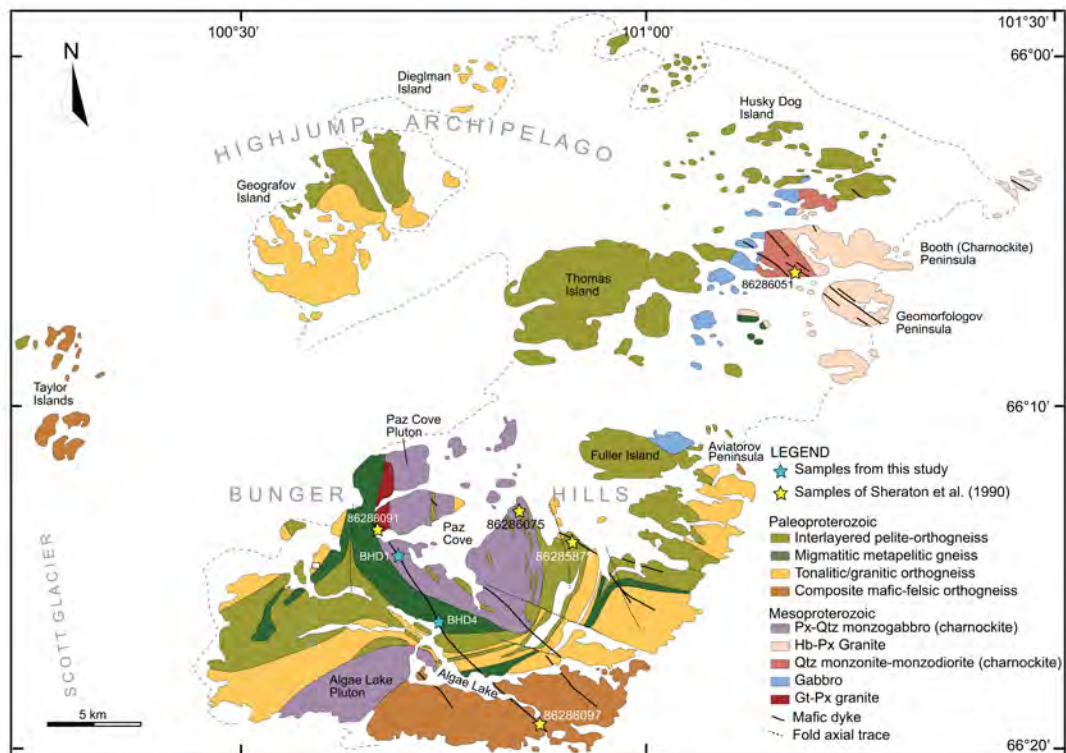 100°30'
101°00'
101°30'
66°00'
N
Dieglman
Island
Husky Dog
Island
HIGHJUMP ARCHIPELAGO
Geografov
Island
Booth (Charnockite)
Peninsula
Thomas
Island
86286051
Geomorfologov
Peninsula
Taylor
Islands
66°10'
Paz Cove
Pluton
Fuller Island
Aviatorov
Peninsula
BUNGER HILLS
86286091
86286075
Paz
Cove
BHD1
86285871
BHD4
SCOTT GLACIER
Algae Lake
Pluton
Algae Lake
86286097
5 km
66°20'
LEGEND
Samples from this study
Samples of Sheraton et al. (1990)
Paleoproterozoic
Interlayered pelite-orthogneiss
Migmatitic metapelitic gneiss
Tonalitic/granitic orthogneiss
Composite mafic-felsic orthogneiss
Mesoproterozoic
Px-Qtz monzogabbro (charnockite)
Hb-Px Granite
Qtz monzonite-monzodiorite (charnockite)
Gabbro
Gt-Px granite
Mafic dyke
Fold axial trace